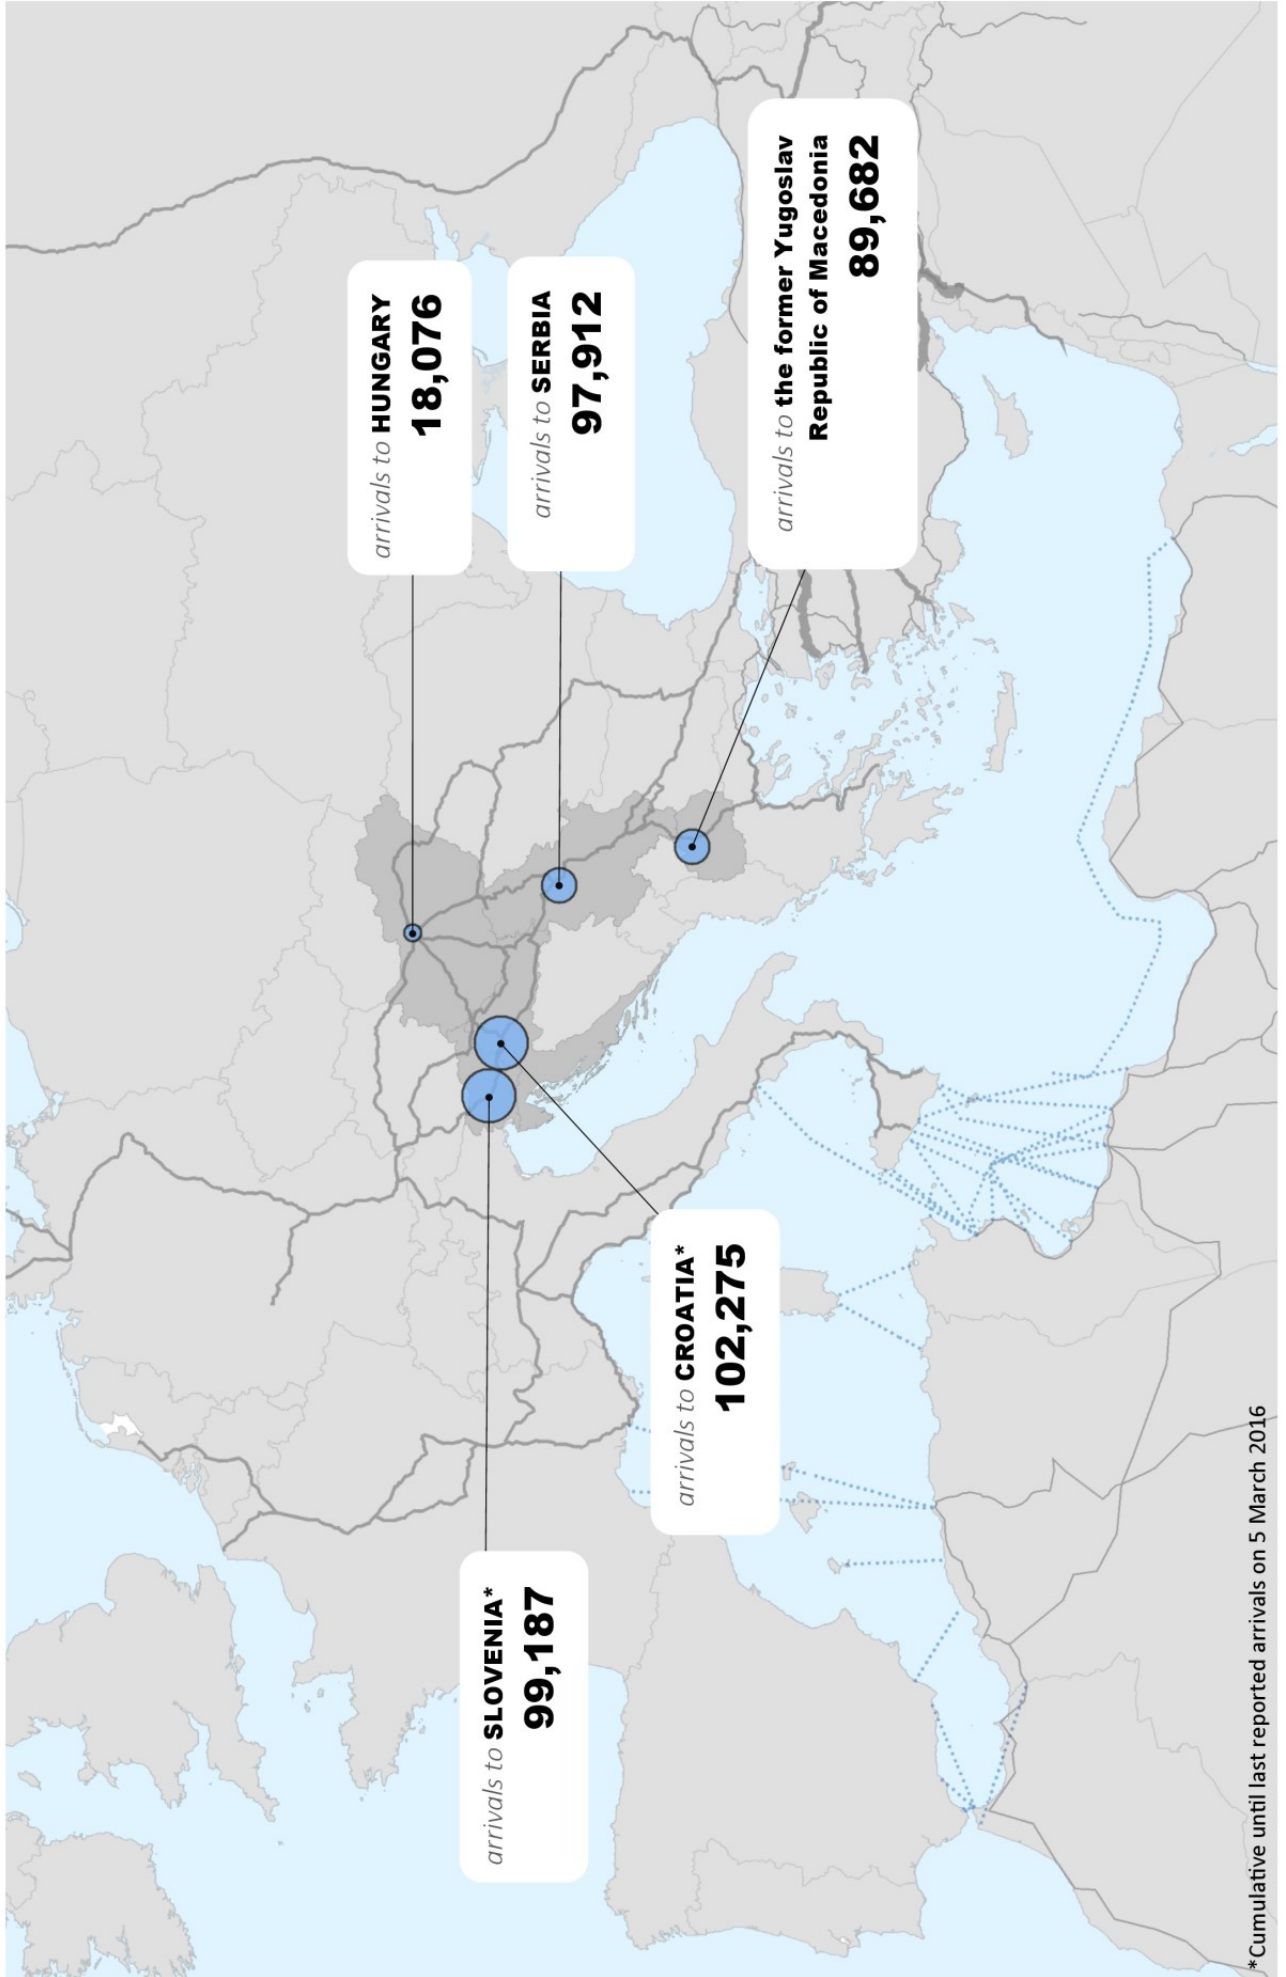 arrivals to HUNGARY
18,076
arrivals to SERBIA
97,912
arrivals to the former Yugoslav
Republic of Macedonia
89,682
arrivals to SLOVENIA*
99,187
arrivals to CROATIA*
102,275
*Cumulative until last reported arrivals on 5 March 2016